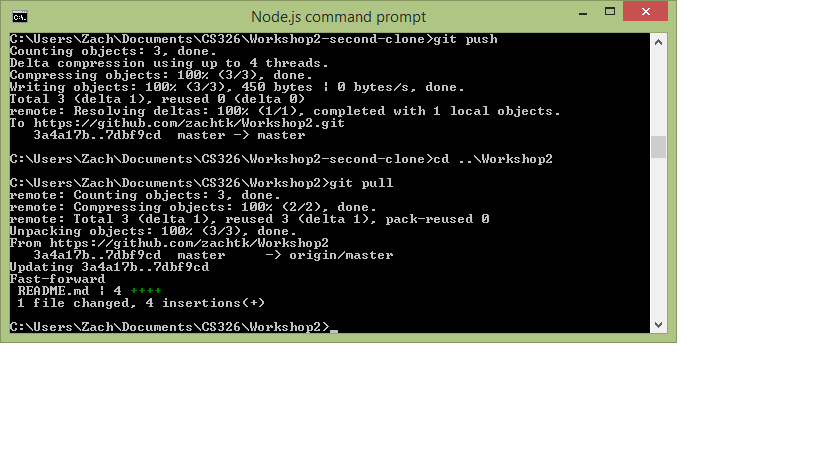 Node.js command prompt
C:\Users\Zach\Documents\CS326\Workshop2-second-clone>git push
Counting objects: 3, done.
Delta compression using up to 4 threads.
Compressing objects: 100% (3/3), done.
Writing objects: 100% (3/3), 450 bytes | 0 bytes/s, done.
Total 3 (delta 1), reused 0 (delta 0)
remote: Resolving deltas: 100% (1/1), completed with 1 local objects.
To https://github.com/zachtk/Workshop2.git
   3a4a17b..7dbf9cd  master -> master
C:\Users\Zach\Documents\CS326\Workshop2-second-clone>cd ..\Workshop2
C:\Users\Zach\Documents\CS326\Workshop2>git pull
remote: Counting objects: 3, done.
remote: Compressing objects: 100% (2/2), done.
remote: Total 3 (delta 1), reused 3 (delta 1), pack-reused 0
Unpacking objects: 100% (3/3), done.
From https://github.com/zachtk/Workshop2
   3a4a17b..7dbf9cd  master     -> origin/master
Updating 3a4a17b..7dbf9cd
Fast-forward
 README.md | 4 ++++
 1 file changed, 4 insertions(+)
C:\Users\Zach\Documents\CS326\Workshop2>_